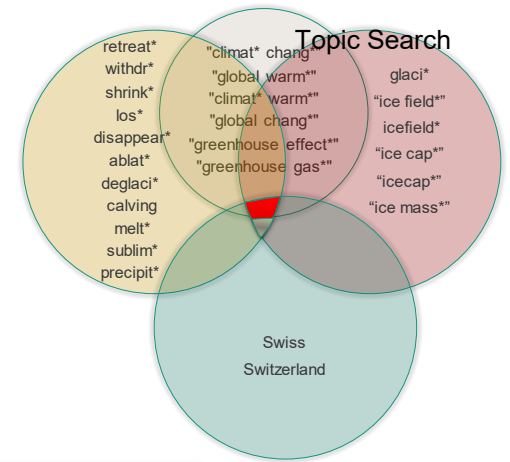 Topic Search
retreat*
withdr*
shrink*
los*
disappear*
ablat*
deglaci*
calving
melt*
sublim*
precipit*
"climat* chang*"
"global warm*"
"climat* warm*"
"global chang*"
"greenhouse effect*"
"greenhouse gas*"
glaci*
“ice field*”
icefield*
“ice cap*”
“icecap*”
“ice mass*”
Swiss
Switzerland